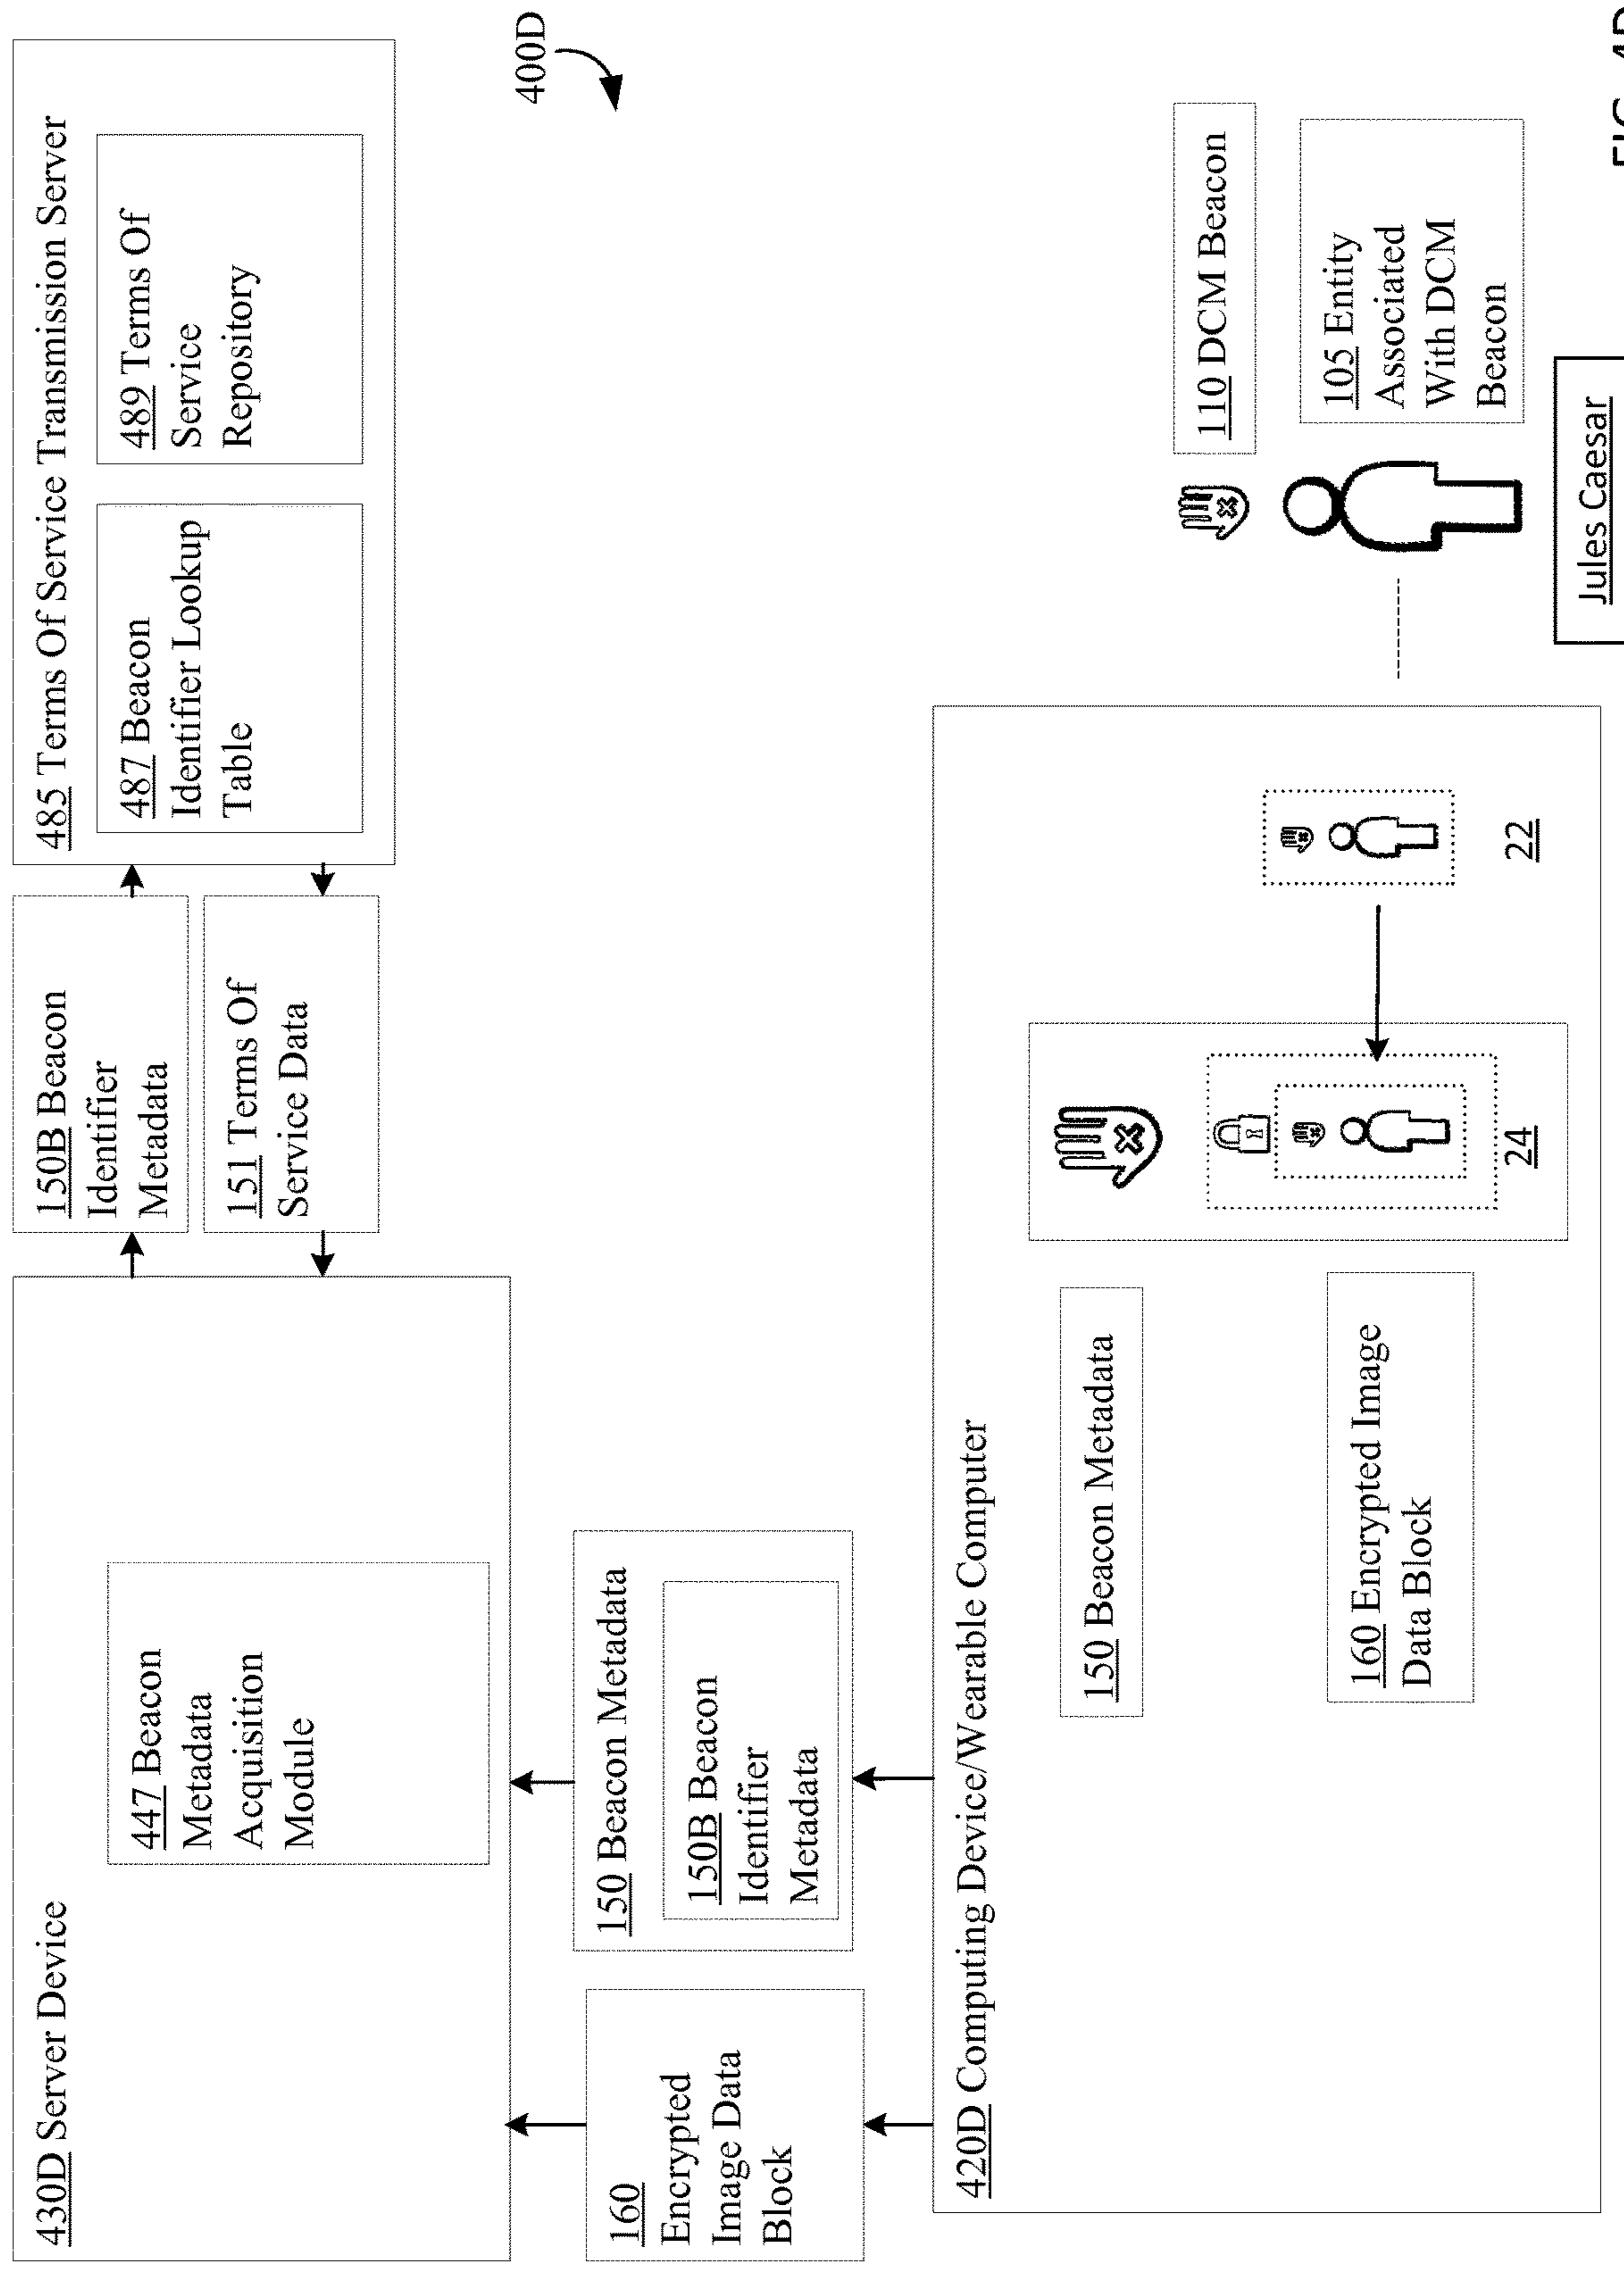 430D Server Device
447 Beacon
Metadata
Acquisition
Module
150B Beacon
Identifier
Metadata
151 Terms Of
Service Data
485 Terms Of Service Transmission Server
487 Beacon
Identifier Lookup
Table
489 Terms Of
Service
Repository
400D
160
Encrypted
Image Data
Block
150 Beacon Metadata
150B Beacon
Identifier
Metadata
420D Computing Device/Wearable Computer
150 Beacon Metadata
160 Encrypted Image
Data Block
24
22
110 DCM Beacon
105 Entity
Associated
With DCM
Beacon
Jules Caesar